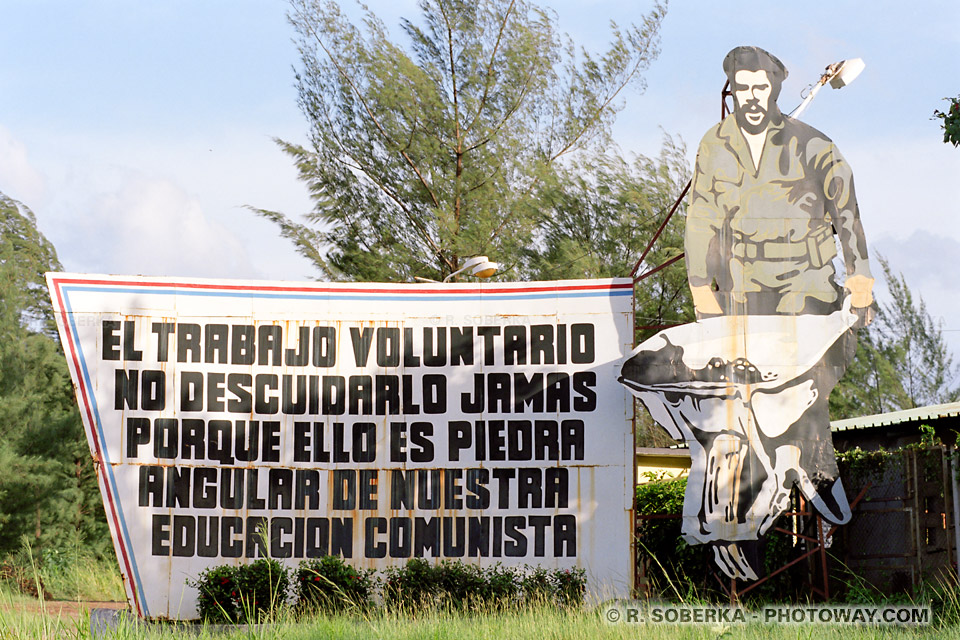 EL TRABAJO VOLUNTARIO
NO DESCUIDARLO JAMAS
PORQUE ELLO ES PIEDRA
ANGULAR DE NUESTRA
EDUCACION COMUNISTA
© R. SOBERKA - PHOTOWAY.COM